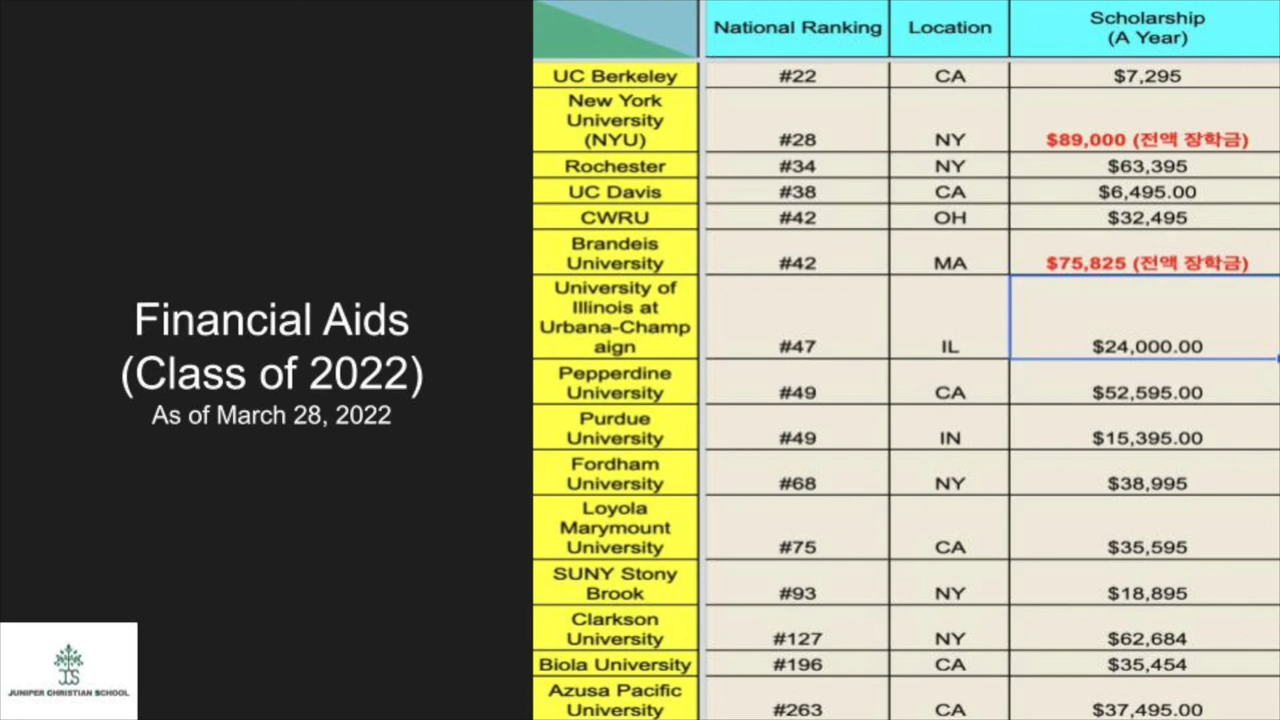 Financial Aids
(Class of 2022)
As of March 28, 2022
JCS
JUNIPER CHRISTIAN SCHOOL
National Ranking Location Scholarship
(A Year)
UC Berkeley #22 CA $7,295
New York
University
(NYU) #28 NY $89,000 (전액 장학금)
Rochester #34 NY $63,395
UC Davis #38 CA $6,495.00
CWRU #42 OH $32,495
Brandeis
University #42 MA $75,825 (전액 장학금)
University of
Illinois at
Urbana-Champ
aign #47 IL $24,000.00
Pepperdine
University #49 CA $52,595.00
Purdue
University #49 IN $15,395.00
Fordham
University #68 NY $38,995
Loyola
Marymount
University #75 CA $35,595
SUNY Stony
Brook #93 NY $18,895
Clarkson
University #127 NY $62,684
Biola University #196 CA $35,454
Azusa Pacific
University #263 CA $37,495.00